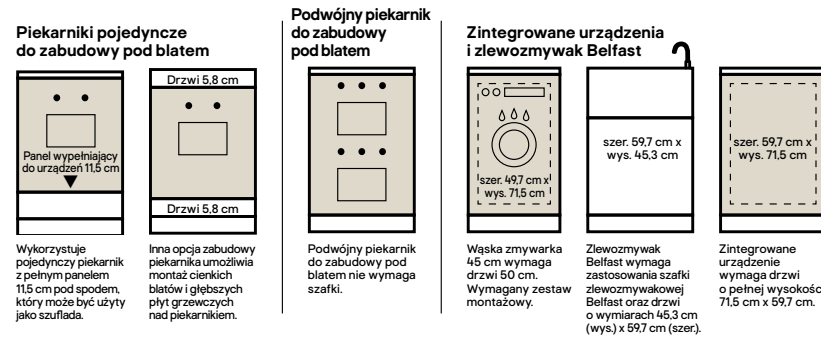 Piekarniki pojedyncze
do zabudowy pod blatem
Panel wypełniający
do urządzeń 11,5 cm
Wykorzystuje
pojedynczy piekarnik
z pełnym panelem
11,5 cm pod spodem,
który może być użyty
jako szuflada.
Drzwi 5,8 cm
Drzwi 5,8 cm
Inna opcja zabudowy
piekarnika umożliwia
montaż cienkich
blatów i głębszych
płyt grzewczych
nad piekarnikiem.
Podwójny piekarnik
do zabudowy
pod blatem
Podwójny piekarnik
do zabudowy pod
blatem nie wymaga
szafki.
Zintegrowane urządzenia
i zlewozmywak Belfast
szer. 49,7 cm x
wys. 71,5 cm
Wąska zmywarka
45 cm wymaga
drzwi 50 cm.
Wymagany zestaw
montażowy.
szer. 59,7 cm x
wys. 45,3 cm
Zlewozmywak
Belfast wymaga
zastosowania szafki
zlewozmywakowej
Belfast oraz drzwi
o wymiarach 45,3 cm
(wys.) x 59,7 cm (szer.).
szer. 59,7 cm x
wys. 71,5 cm
Zintegrowane
urządzenie
wymaga drzwi
o pełnej wysokośc
71,5 cm x 59,7 cm.